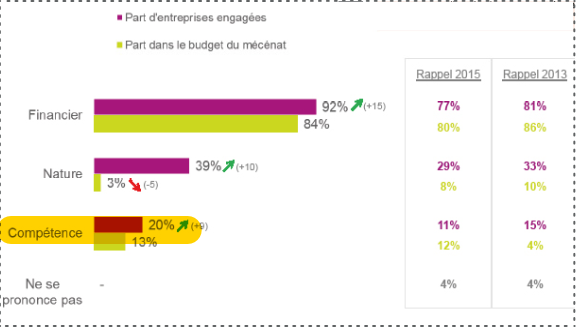 Part d'entreprises engagées
Part dans le budget du mécénat
Rappel 2015 Rappel 2013
Financier 92% (+15) 77% 81%
84% 80% 86%
Nature 39% (+10) 29% 33%
3% (-5) 8% 10%
Compétence 20% (+9) 11% 15%
13% 12% 4%
Ne se prononce pas - 4% 4%